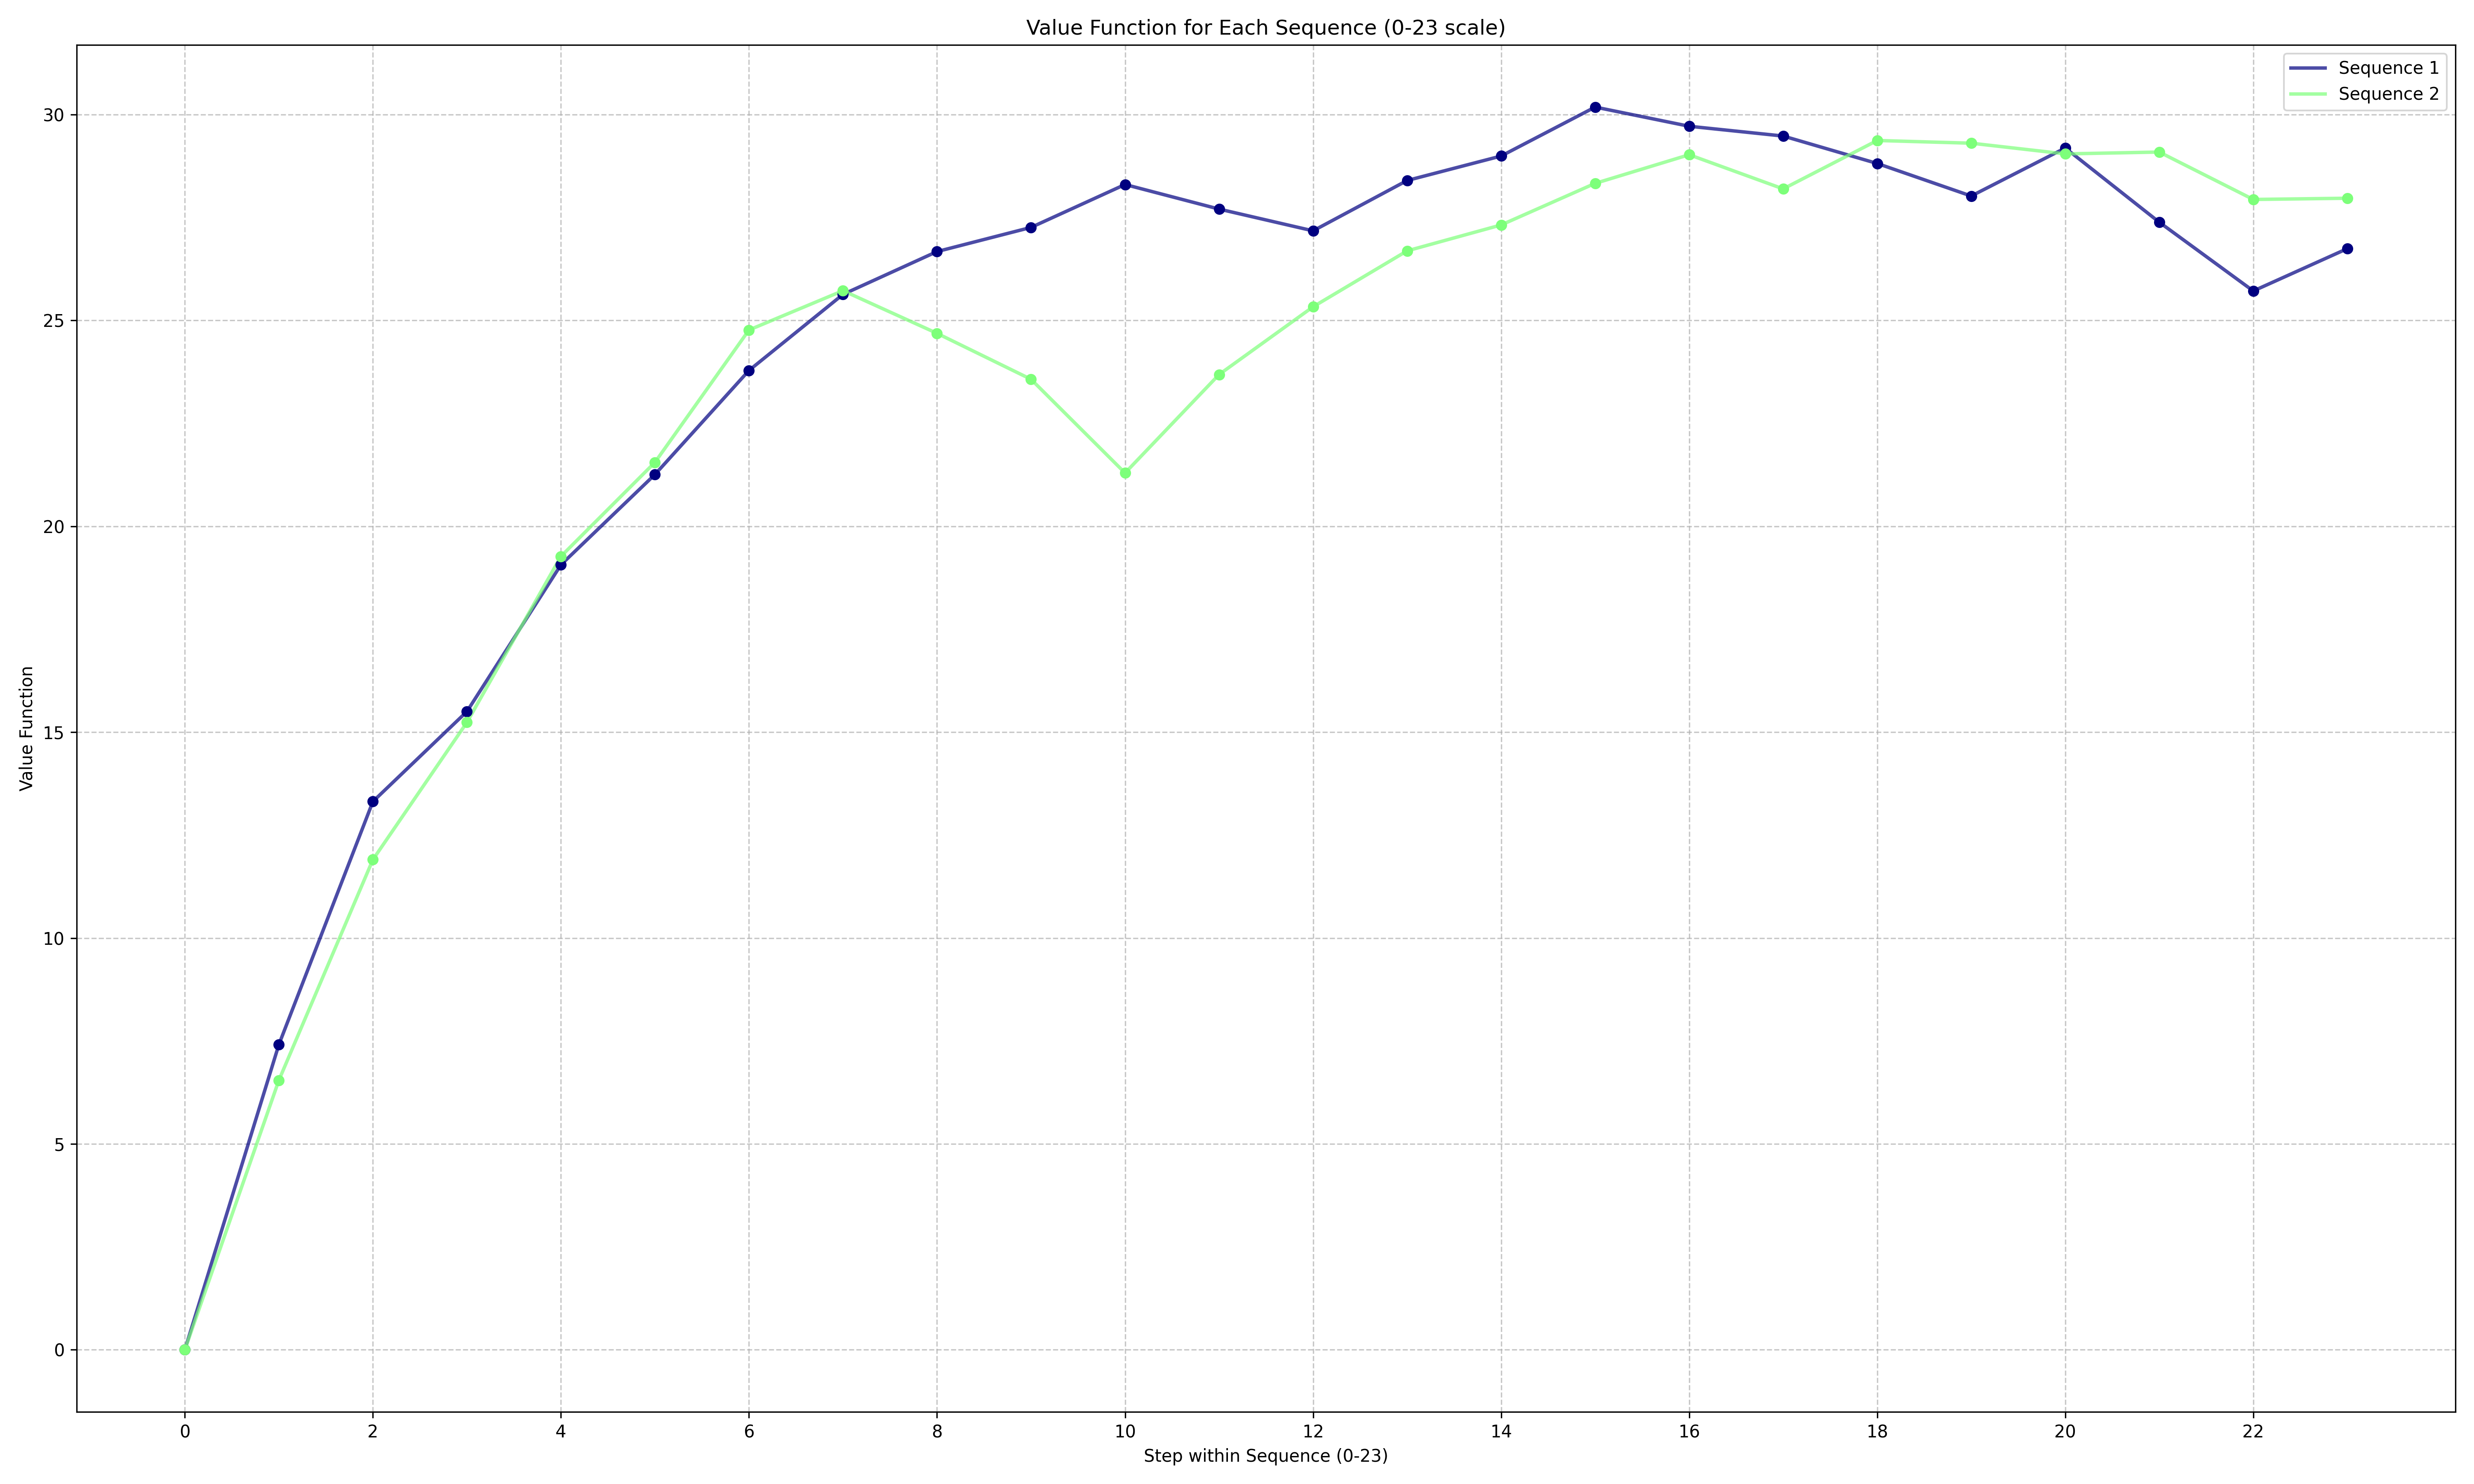 Value Function for Each Sequence (0-23 scale)
Sequence 1
Sequence 2
Value Function
30
25
20
15
10
5
0
0 2 4 6 8 10 12 14 16 18 20 22
Step within Sequence (0-23)